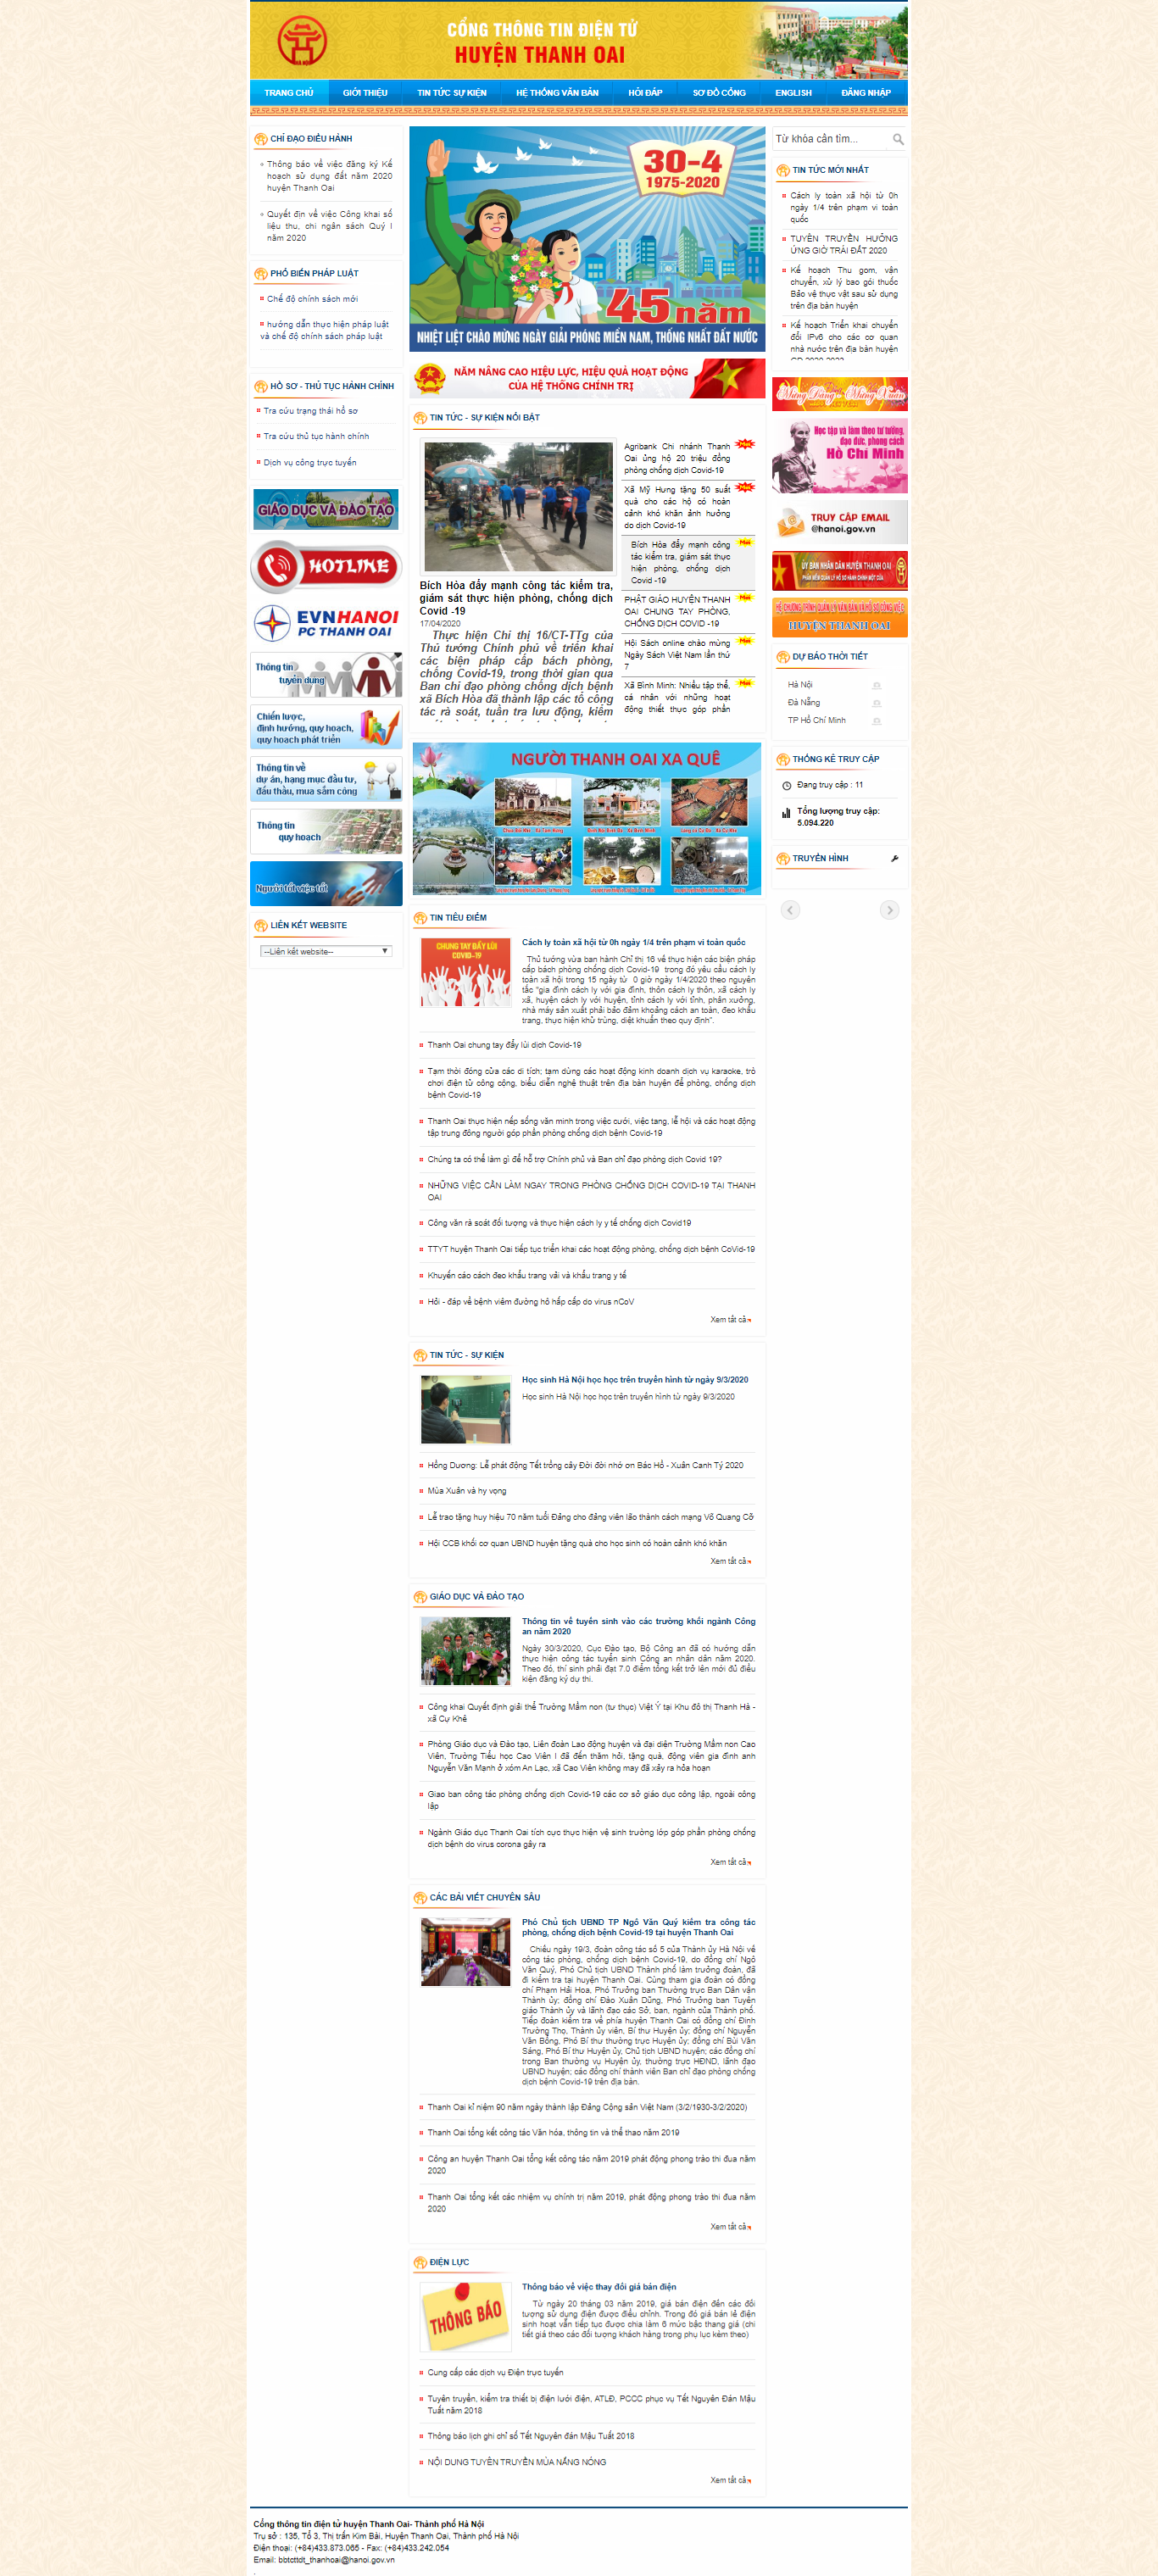 CỔNG THÔNG TIN ĐIỆN TỬ
HUYỆN THANH OAI
HÀ NỘI
TRANG CHỦ
GIỚI THIỆU
TIN TỨC SỰ KIỆN
HỆ THỐNG VĂN BẢN
HỎI ĐÁP
SƠ ĐỒ CỔNG
ENGLISH
ĐĂNG NHẬP
CHỈ ĐẠO ĐIỀU HÀNH
Thông báo về việc đăng ký Kế
hoạch sử dụng đất năm 2020
huyện Thanh Oai
Quyết địn về việc Công khai số
liệu thu, chi ngân sách Quý I
năm 2020
PHỔ BIẾN PHÁP LUẬT
Chế độ chính sách mới
hướng dẫn thực hiện pháp luật
và chế độ chính sách pháp luật
HỒ SƠ - THỦ TỤC HÀNH CHÍNH
Tra cứu trạng thái hồ sơ
Tra cứu thủ tục hành chính
Dịch vụ công trực tuyến
GIÁO DỤC VÀ ĐÀO TẠO
HOTLINE
EVNHANOI
PC THANH OAI
Thông tin
tuyển dụng
Chiến lược,
định hướng, quy hoạch,
quy hoạch phát triển
Thông tin về
dự án, hạng mục đầu tư,
đấu thầu, mua sắm công
Thông tin
quy hoạch
Người tốt việc tốt
LIÊN KẾT WEBSITE
--Liên kết website--
30-4
1975-2020
45 năm
NHIỆT LIỆT CHÀO MỪNG NGÀY GIẢI PHÓNG MIỀN NAM, THỐNG NHẤT ĐẤT NƯỚC
NĂM NÂNG CAO HIỆU LỰC, HIỆU QUẢ HOẠT ĐỘNG
CỦA HỆ THỐNG CHÍNH TRỊ
TIN TỨC - SỰ KIỆN NỔI BẬT
Bích Hòa đẩy mạnh công tác kiểm tra,
giám sát thực hiện phòng, chống dịch
Covid -19
17/04/2020
Thực hiện Chỉ thị 16/CT-TTg của
Thủ tướng Chính phủ về triển khai
các biện pháp cấp bách phòng,
chống Covid-19, trong thời gian qua
Ban chỉ đạo phòng chống dịch bệnh
xã Bích Hòa đã thành lập các tổ công
tác rà soát, tuần tra lưu động, kiểm
Agribank Chi nhánh Thanh
Oai ủng hộ 20 triệu đồng
phòng chống dịch Covid-19
Xã Mỹ Hưng tặng 50 suất
quà cho các hộ có hoàn
cảnh khó khăn ảnh hưởng
do dịch Covid-19
Bích Hòa đẩy mạnh công
tác kiểm tra, giám sát thực
hiện phòng, chống dịch
Covid -19
Mới
PHẬT GIÁO HUYỆN THANH
OAI: CHUNG TAY PHÒNG,
CHỐNG DỊCH COVID -19
Mới
Hội Sách online chào mừng
Ngày Sách Việt Nam lần thứ
7
Mới
Xã Bình Minh: Nhiều tập thể,
cá nhân với những hoạt
động thiết thực góp phần
Mới
NGƯỜI THANH OAI XA QUÊ
TIN TIÊU ĐIỂM
CHUNG TAY ĐẨY LÙI
COVID-19
Cách ly toàn xã hội từ 0h ngày 1/4 trên phạm vi toàn quốc
Thủ tướng vừa ban hành Chỉ thị 16 về thực hiện các biện pháp
cấp bách phòng chống dịch Covid-19 trong đó yêu cầu cách ly
toàn xã hội trong 15 ngày từ 0 giờ ngày 1/4/2020 theo nguyên
tắc "gia đình cách ly với gia đình, thôn cách ly thôn, xã cách ly
xã, huyện cách ly với huyện, tỉnh cách ly với tỉnh, phân xưởng,
nhà máy sản xuất phải bảo đảm khoảng cách an toàn, đeo khẩu
trang, thực hiện khử trùng, diệt khuẩn theo quy định".
Thanh Oai chung tay đẩy lùi dịch Covid-19
Tạm thời đóng cửa các di tích; tạm dừng các hoạt động kinh doanh dịch vụ karaoke, trò
chơi điện tử công cộng, biểu diễn nghệ thuật trên địa bàn huyện để phòng, chống dịch
bệnh Covid-19
Thanh Oai thực hiện nếp sống văn minh trong việc cưới, việc tang, lễ hội và các hoạt động
tập trung đông người góp phần phòng chống dịch bệnh Covid-19
Chúng ta có thể làm gì để hỗ trợ Chính phủ và Ban chỉ đạo phòng dịch Covid 19?
NHỮNG VIỆC CẦN LÀM NGAY TRONG PHÒNG CHỐNG DỊCH COVID-19 TẠI THANH
OAI
Công văn rà soát đối tượng và thực hiện cách ly y tế chống dịch Covid19
TTYT huyện Thanh Oai tiếp tục triển khai các hoạt động phòng, chống dịch bệnh CoVid-19
Khuyến cáo cách đeo khẩu trang vải và khẩu trang y tế
Hỏi - đáp về bệnh viêm đường hô hấp cấp do virus nCoV
Xem tất cả
TIN TỨC - SỰ KIỆN
Học sinh Hà Nội học học trên truyền hình từ ngày 9/3/2020
Học sinh Hà Nội học học trên truyền hình từ ngày 9/3/2020
Hồng Dương: Lễ phát động Tết trồng cây Đời đời nhớ ơn Bác Hồ - Xuân Canh Tý 2020
Mùa Xuân và hy vọng
Lễ trao tặng huy hiệu 70 năm tuổi Đảng cho đảng viên lão thành cách mạng Võ Quang Cỡ
Hội CCB khối cơ quan UBND huyện tặng quà cho học sinh có hoàn cảnh khó khăn
Xem tất cả
GIÁO DỤC VÀ ĐÀO TẠO
Thông tin về tuyển sinh vào các trường khối ngành Công
an năm 2020
Ngày 30/3/2020, Cục Đào tạo, Bộ Công an đã có hướng dẫn
thực hiện công tác tuyển sinh Công an nhân dân năm 2020.
Theo đó, thí sinh phải đạt 7.0 điểm tổng kết trở lên mới đủ điều
kiện đăng ký dự thi.
Công khai Quyết định giải thể Trường Mầm non (tư thục) Việt Ý tại Khu đô thị Thanh Hà -
xã Cự Khê
Phòng Giáo dục và Đào tạo, Liên đoàn Lao động huyện và đại diện Trường Mầm non Cao
Viên, Trường Tiểu học Cao Viên I đã đến thăm hỏi, tặng quà, động viên gia đình anh
Nguyễn Văn Mạnh ở xóm An Lạc, xã Cao Viên không may đã xảy ra hỏa hoạn
Giao ban công tác phòng chống dịch Covid-19 các cơ sở giáo dục công lập, ngoài công
lập
Ngành Giáo dục Thanh Oai tích cực thực hiện vệ sinh trường lớp góp phần phòng chống
dịch bệnh do virus corona gây ra
Xem tất cả
CÁC BÀI VIẾT CHUYÊN SÂU
Phó Chủ tịch UBND TP Ngô Văn Quý kiểm tra công tác
phòng, chống dịch bệnh Covid-19 tại huyện Thanh Oai
Chiều ngày 19/3, đoàn công tác số 5 của Thành ủy Hà Nội về
công tác phòng, chống dịch bệnh Covid-19, do đồng chí Ngô
Văn Quý, Phó Chủ tịch UBND Thành phố làm trưởng đoàn, đã
đi kiểm tra tại huyện Thanh Oai. Cùng tham gia đoàn có đồng
chí Phạm Hải Hoa, Phó Trưởng ban Thường trực Ban Dân vận
Thành ủy; đồng chí Đào Xuân Dũng, Phó Trưởng ban Tuyên
giáo Thành ủy và lãnh đạo các Sở, ban, ngành của Thành phố.
Tiếp đoàn kiểm tra về phía huyện Thanh Oai có đồng chí Đinh
Trường Thọ, Thành ủy viên, Bí thư Huyện ủy; đồng chí Nguyễn
Văn Bổng, Phó Bí thư thường trực Huyện ủy; đồng chí Bùi Văn
Sáng, Phó Bí thư Huyện ủy, Chủ tịch UBND huyện; các đồng chí
trong Ban thường vụ Huyện ủy, thường trực HĐND, lãnh đạo
UBND huyện; các đồng chí thành viên Ban chỉ đạo phòng chống
dịch bệnh Covid-19 trên địa bàn.
Thanh Oai kỉ niệm 90 năm ngày thành lập Đảng Cộng sản Việt Nam (3/2/1930-3/2/2020)
Thanh Oai tổng kết công tác Văn hóa, thông tin và thể thao năm 2019
Công an huyện Thanh Oai tổng kết công tác năm 2019 phát động phong trào thi đua năm
2020
Thanh Oai tổng kết các nhiệm vụ chính trị năm 2019, phát động phong trào thi đua năm
2020
Xem tất cả
ĐIỆN LỰC
THÔNG BÁO
Thông báo về việc thay đổi giá bán điện
Từ ngày 20 tháng 03 năm 2019, giá bán điện đến các đối
tượng sử dụng điện được điều chỉnh. Trong đó giá bán lẻ điện
sinh hoạt vẫn tiếp tục được chia làm 6 mức bậc thang giá (chi
tiết giá theo các đối tượng khách hàng trong phụ lục kèm theo)
Cung cấp các dịch vụ Điện trực tuyến
Tuyên truyền, kiểm tra thiết bị điện lưới điện, ATLĐ, PCCC phục vụ Tết Nguyên Đán Mậu
Tuất năm 2018
Thông báo lịch ghi chỉ số Tết Nguyên đán Mậu Tuất 2018
NỘI DUNG TUYÊN TRUYỀN MÙA NẮNG NÓNG
Xem tất cả
Từ khóa cần tìm...
TIN TỨC MỚI NHẤT
Cách ly toàn xã hội từ 0h
ngày 1/4 trên phạm vi toàn
quốc
TUYÊN TRUYỀN HƯỞNG
ỨNG GIỜ TRÁI ĐẤT 2020
Kế hoạch Thu gom, vận
chuyển, xử lý bao gói thuốc
Bảo vệ thực vật sau sử dụng
trên địa bàn huyện
Kế hoạch Triển khai chuyển
đổi IPv6 cho các cơ quan
nhà nước trên địa bàn huyện
Mừng Đảng - Mừng Xuân
Học tập và làm theo tư tưởng,
đạo đức, phong cách
Hồ Chí Minh
TRUY CẬP EMAIL
@hanoi.gov.vn
ỦY BAN NHÂN DÂN HUYỆN THANH OAI
PHẦN MỀM QUẢN LÝ HỒ SƠ HÀNH CHÍNH MỘT CỬA
HỆ CHƯƠNG TRÌNH QUẢN LÝ VĂN BẢN VÀ HỒ SƠ CÔNG VIỆC
HUYỆN THANH OAI
DỰ BÁO THỜI TIẾT
Hà Nội
Đà Nẵng
TP Hồ Chí Minh
THỐNG KÊ TRUY CẬP
Đang truy cập : 11
Tổng lượng truy cập:
5.094.220
TRUYỀN HÌNH
Cổng thông tin điện tử huyện Thanh Oai- Thành phố Hà Nội
Trụ sở : 135, Tổ 3, Thị trấn Kim Bài, Huyện Thanh Oai, Thành phố Hà Nội
Điện thoại: (+84)433.873.065 - Fax: (+84)433.242.054
Email: bbtcttdt_thanhoai@hanoi.gov.vn